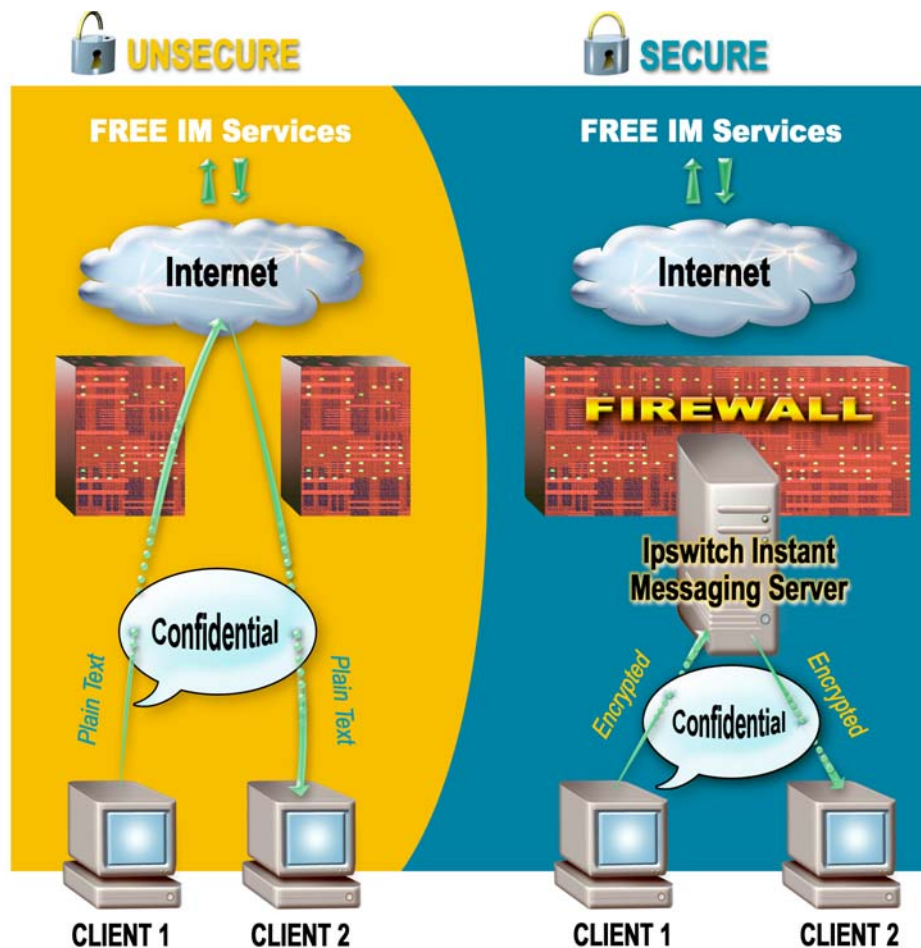 UNSECURE
SECURE
FREE IM Services
FREE IM Services
Internet
Internet
FIREWALL
Ipswitch Instant
Messaging Server
Confidential
Plain Text
Plain Text
Encrypted
Encrypted
Confidential
CLIENT 1
CLIENT 2
CLIENT 1
CLIENT 2